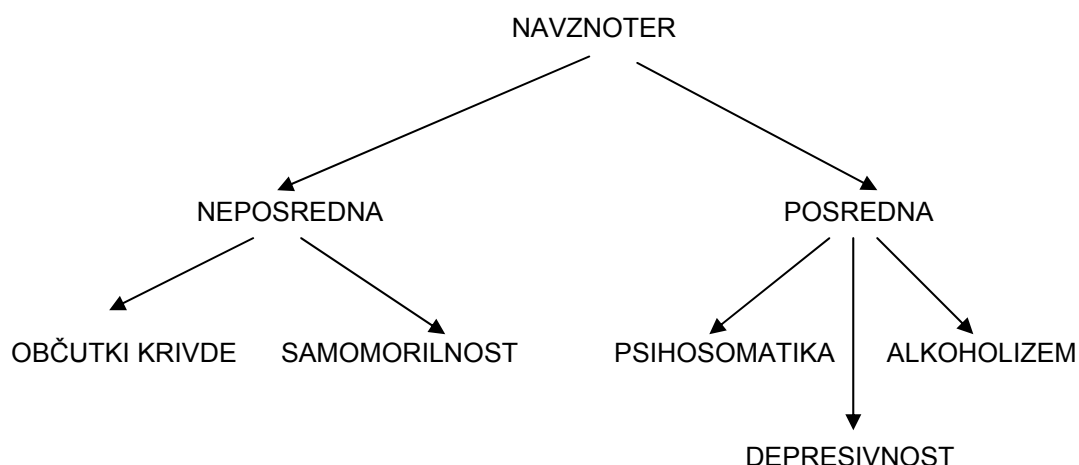 NAVZNOTER
NEPOSREDNA POSREDNA
OBČUTKI KRIVDE SAMOMORILNOST PSIHOSOMATIKA ALKOHOLIZEM
DEPRESIVNOST